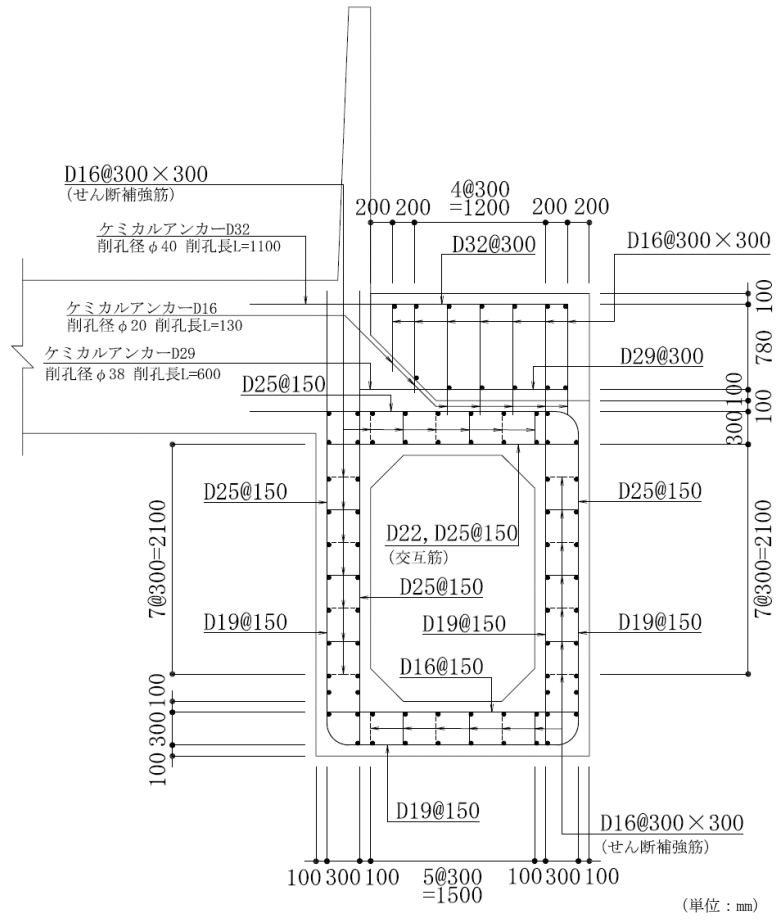 D16@300×300
(せん断補強筋)
4@300
=1200
200 200
200 200
ケミカルアンカーD32
削孔径φ40 削孔長L=1100
D32@300
D16@300×300
ケミカルアンカーD16
削孔径φ20 削孔長L=130
ケミカルアンカーD29
削孔径φ38 削孔長L=600
D29@300
D25@150
100
780
100
100
300
D25@150
D22,D25@150
(交互筋)
D25@150
7@300=2100
7@300=2100
D25@150
D19@150
D19@150
D19@150
D16@150
100
300
100
D19@150
D16@300×300
(せん断補強筋)
100 300 100
5@300
=1500
100 300 100
(単位：mm)